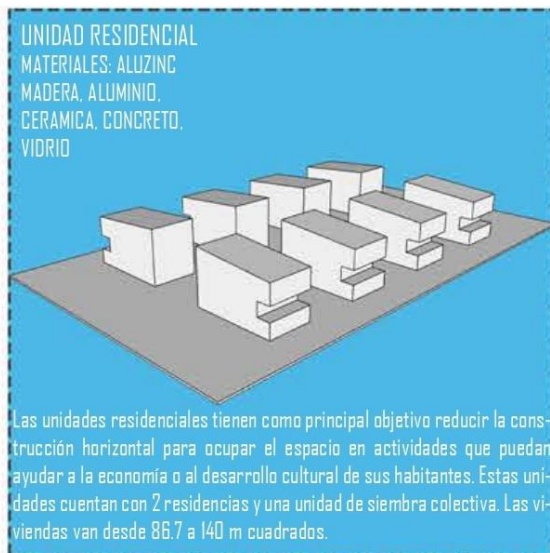 UNIDAD RESIDENCIAL
MATERIALES: ALUZINC
MADERA, ALUMINIO,
CERAMICA, CONCRETO,
VIDRIO
Las unidades residenciales tienen como principal objetivo reducir la cons-
trucción horizontal para ocupar el espacio en actividades que puedan
ayudar a la economía o al desarrollo cultural de sus habitantes. Estas uni-
dades cuentan con 2 residencias y una unidad de siembra colectiva. Las vi-
viendas van desde 86.7 a 140 m cuadrados.